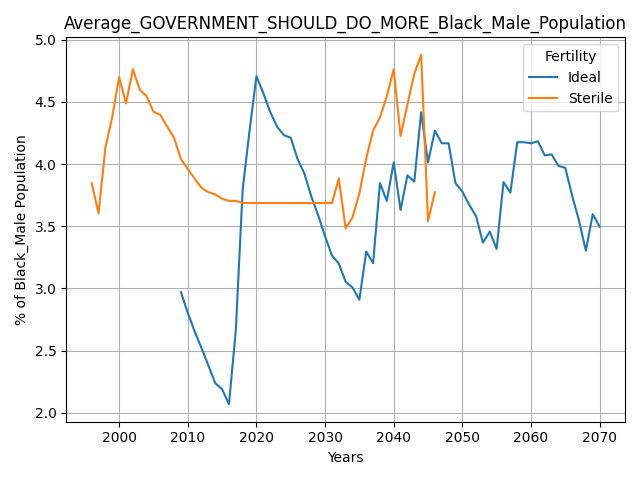 Average_GOVERNMENT_SHOULD_DO_MORE_Black_Male_Population
5.0
4.5
4.0
3.5
3.0
2.5
2.0
% of Black_Male Population
Fertility
Ideal
Sterile
2000 2010 2020 2030 2040 2050 2060 2070
Years